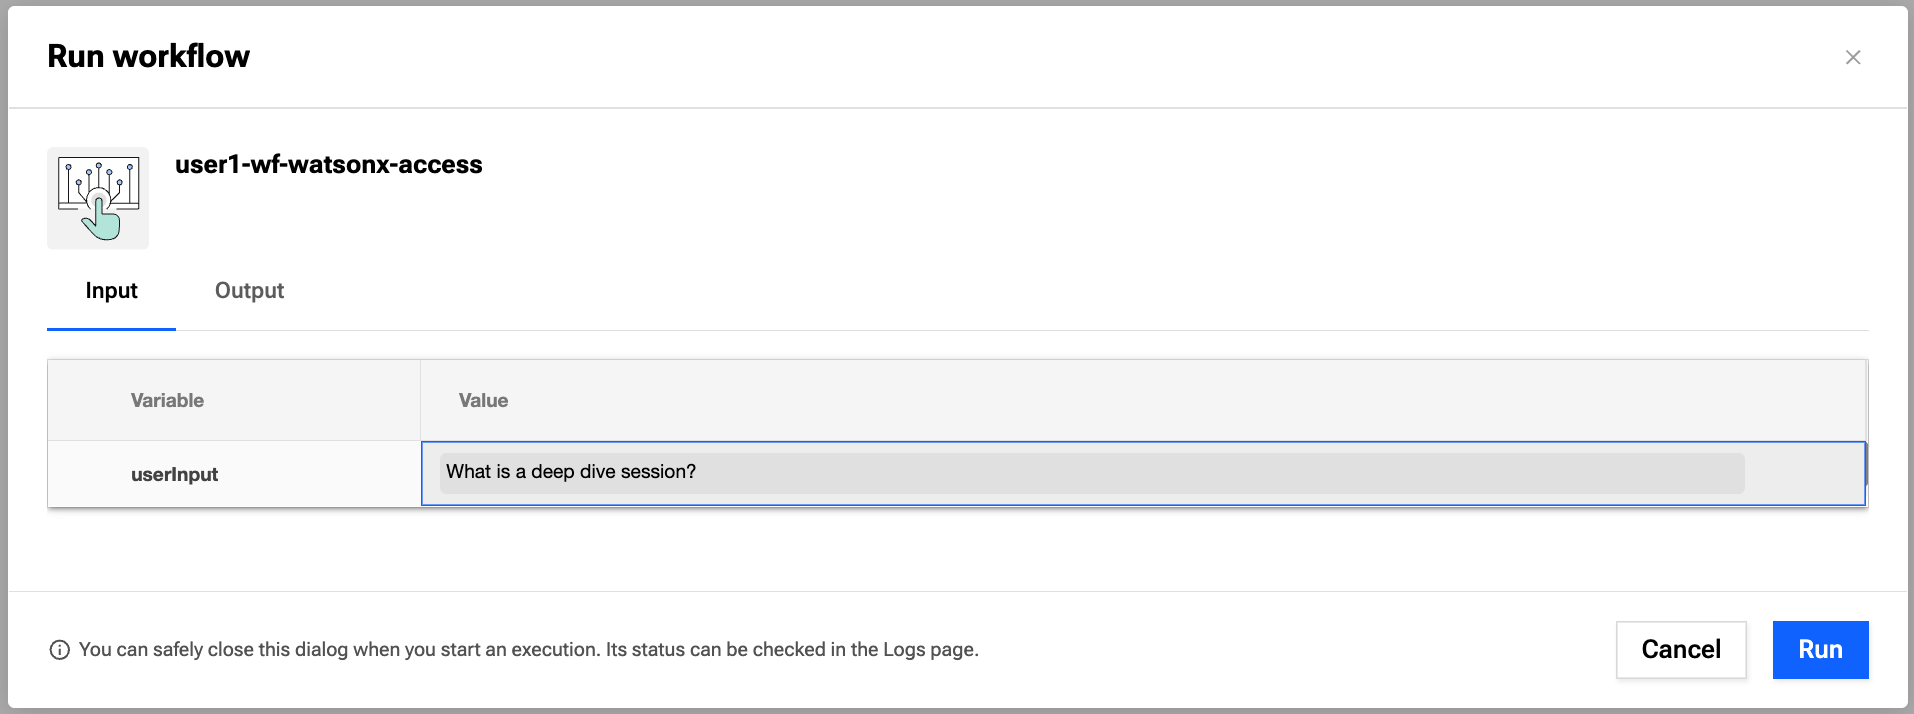 Run workflow
user1-wf-watsonx-access
Input Output
Variable Value
userInput What is a deep dive session?
You can safely close this dialog when you start an execution. Its status can be checked in the Logs page.
Cancel Run